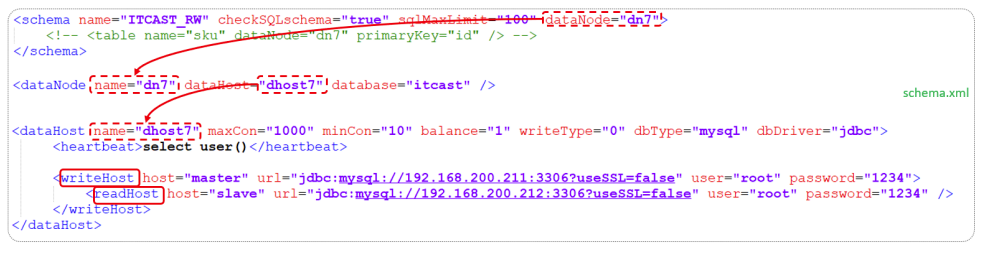 <schema name="ITCAST_RW" checkSQLschema="true" sqlMaxLimit="100" dataNode="dn7">
<!-- <table name="sku" dataNode="dn7" primaryKey="id" /> -->
</schema>
<dataNode name="dn7" dataHost="dhost7" database="itcast" />
schema.xml
<dataHost name="dhost7" maxCon="1000" minCon="10" balance="1" writeType="0" dbType="mysql" dbDriver="jdbc">
<heartbeat>select user()</heartbeat>
<writeHost host="master" url="jdbc:mysql://192.168.200.211:3306?useSSL=false" user="root" password="1234">
<readHost host="slave" url="jdbc:mysql://192.168.200.212:3306?useSSL=false" user="root" password="1234" />
</writeHost>
</dataHost>